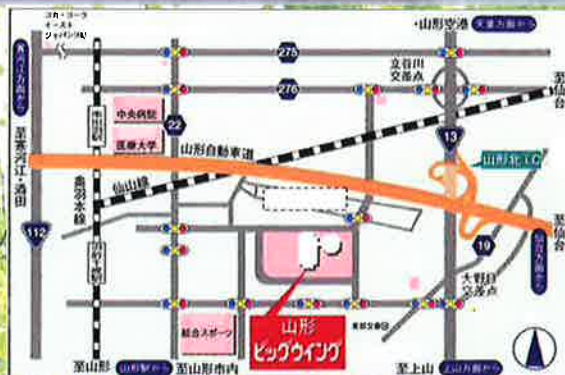 コカ・コーラ
イースト
ジャパン
・山形空港
天童方面から
寒河江方面から
275
立谷川
交差点
276
至仙台
中央病院
22
医療大学
13
山形自動車道
山形北I.C
至寒河江・酒田
奥羽本線
仙山線
112
至仙台
仙台方面から
19
大野目
交差点
総合スポーツ
山形
ビッグウイング
至山形
山形駅から
至山形市内
至上山
上山方面から